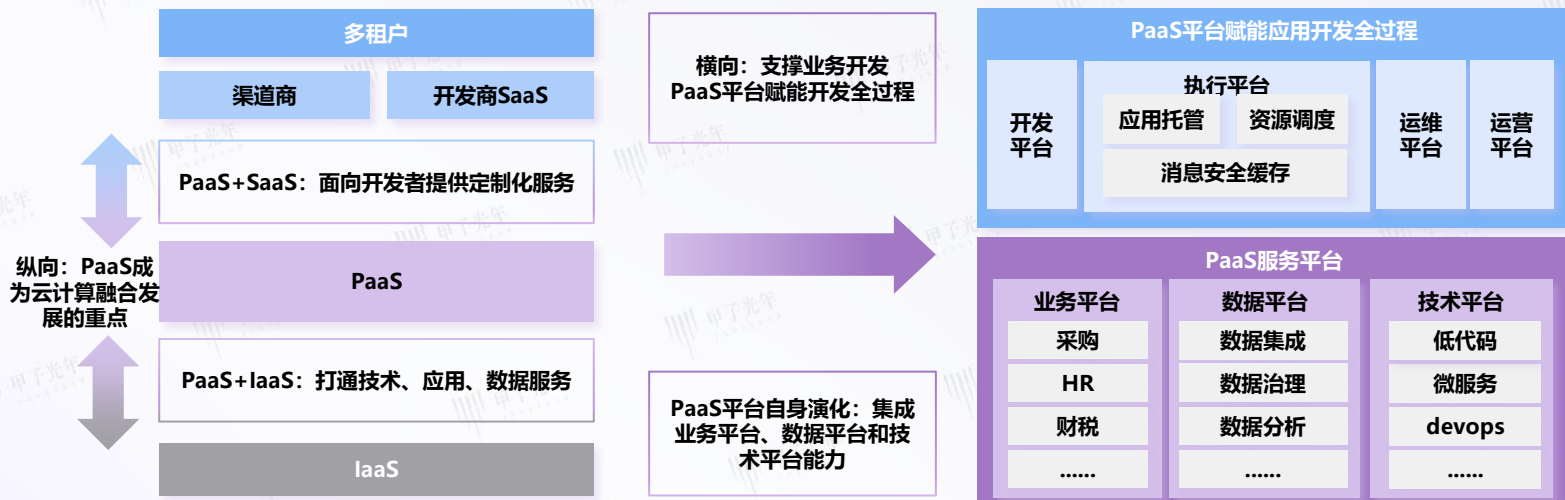 多租户
渠道商
开发商SaaS
PaaS+SaaS：面向开发者提供定制化服务
纵向：PaaS成
为云计算融合发
展的重点
PaaS
PaaS+IaaS：打通技术、应用、数据服务
IaaS
横向：支撑业务开发
PaaS平台赋能开发全过程
PaaS平台自身演化：集成
业务平台、数据平台和技
术平台能力
PaaS平台赋能应用开发全过程
开发
平台
执行平台
应用托管
资源调度
消息安全缓存
运维
平台
运营
平台
PaaS服务平台
业务平台
采购
HR
财税
……
数据平台
数据集成
数据治理
数据分析
……
技术平台
低代码
微服务
devops
……
甲子光年